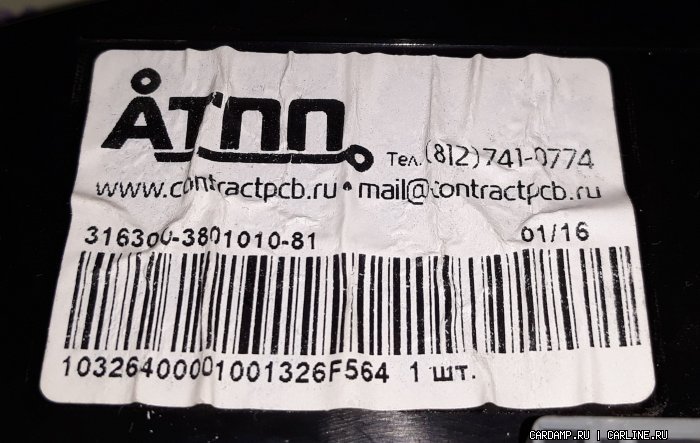 АТПП
Тел. (812)741-0774
www.contractpcb.ru • mail@contractpcb.ru
316300-3801010-81 01/16
10326400001001326F564 1 шт.
CARDAMP.RU | CARLINE.RU